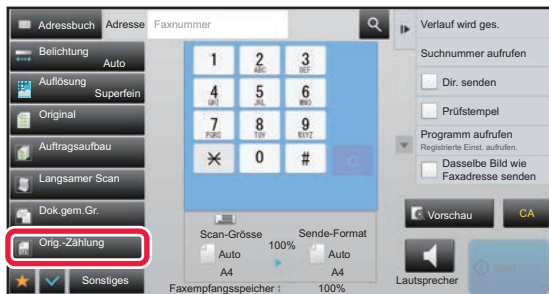 Adressbuch
Adresse
Faxnummer
Verlauf wird ges.
Belichtung
Auto
Suchnummer aufrufen
Auflösung
Superfein
Dir. senden
Original
Prüfstempel
Auftragsaufbau
Programm aufrufen
Registrierte Einst. aufrufen.
Langsamer Scan
Dasselbe Bild wie
Faxadresse senden
Dok.gem.Gr.
Orig.-Zählung
Sonstiges
1
2
ABC
3
DEF
4
GHI
5
JKL
6
MNO
7
PQRS
8
TUV
9
WXYZ
0
#
C
Scan-Grösse
100%
Sende-Format
Auto
A4
Auto
A4
Faxempfangsspeicher :
100%
Vorschau
CA
Lautsprecher
Start